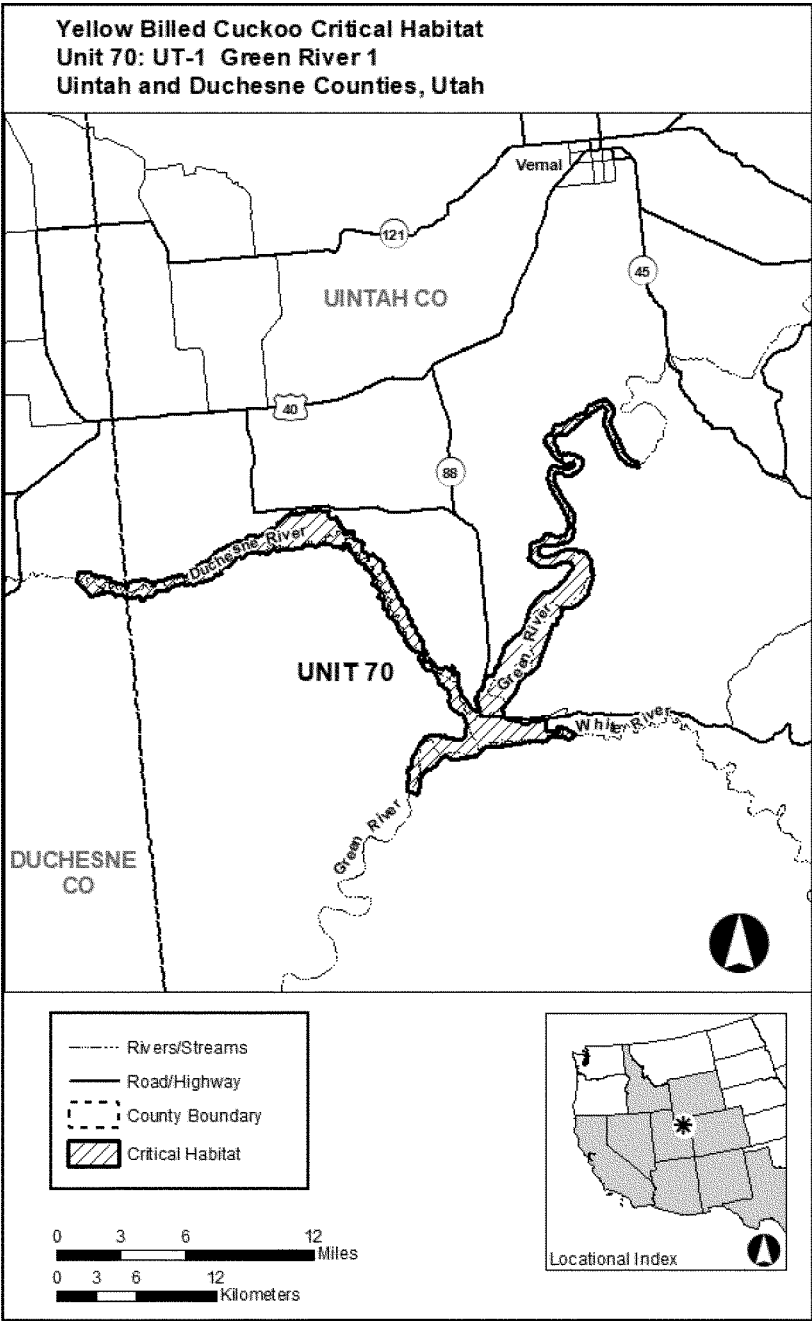 Yellow Billed Cuckoo Critical Habitat
Unit 70: UT-1 Green River 1
Uintah and Duchesne Counties, Utah
Vernal
121
45
UINTAH CO
40
88
Duchesne River
Green River
UNIT 70
White River
Green River
DUCHESNE
CO
Rivers/Streams
Road/Highway
County Boundary
Critical Habitat
0 3 6 12
Miles
0 3 6 12
Kilometers
Locational Index